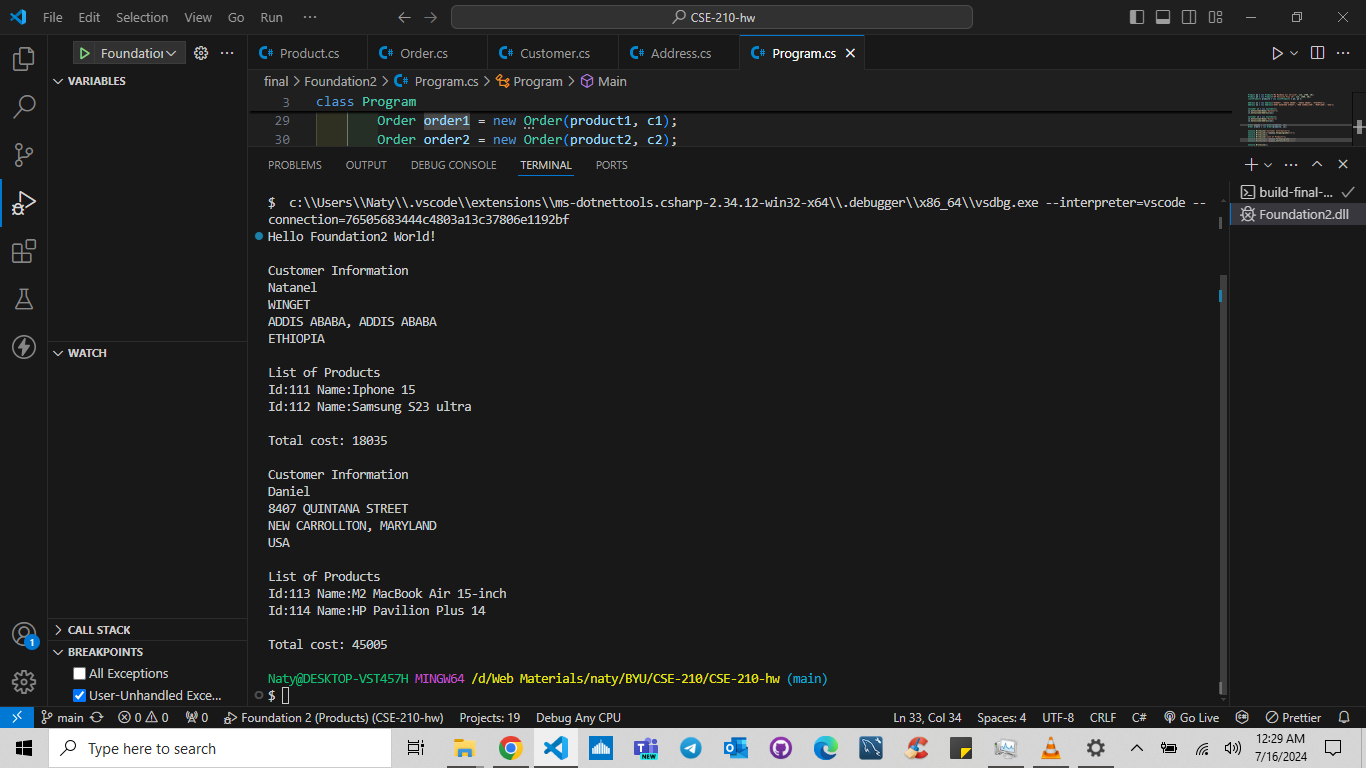 File Edit Selection View Go Run ··· CSE-210-hw
Foundation ···
Product.cs Order.cs Customer.cs Address.cs Program.cs
VARIABLES
final > Foundation2 > Program.cs > Program > Main
3 class Program
29 Order order1 = new Order(product1, c1);
30 Order order2 = new Order(product2, c2);
PROBLEMS OUTPUT DEBUG CONSOLE TERMINAL PORTS
build-final-...
Foundation2.dll
$ c:\\Users\\Naty\\.vscode\\extensions\\ms-dotnettools.csharp-2.34.12-win32-x64\\.debugger\\x86_64\\vsdbg.exe --interpreter=vscode --
connection=76505683444c4803a13c37806e1192bf
Hello Foundation2 World!
Customer Information
Natanel
WINGET
ADDIS ABABA, ADDIS ABABA
ETHIOPIA
List of Products
Id:111 Name:Iphone 15
Id:112 Name:Samsung S23 ultra
Total cost: 18035
Customer Information
Daniel
8407 QUINTANA STREET
NEW CARROLLTON, MARYLAND
USA
List of Products
Id:113 Name:M2 MacBook Air 15-inch
Id:114 Name:HP Pavilion Plus 14
Total cost: 45005
Naty@DESKTOP-VST457H MINGW64 /d/Web Materials/naty/BYU/CSE-210/CSE-210-hw (main)
$
WATCH
CALL STACK
BREAKPOINTS
All Exceptions
User-Unhandled Exce...
1
main 0 0 0 Foundation 2 (Products) (CSE-210-hw) Projects: 19 Debug Any CPU Ln 33, Col 34 Spaces: 4 UTF-8 CRLF C# Go Live Prettier
Type here to search
NEW
12:29 AM
7/16/2024